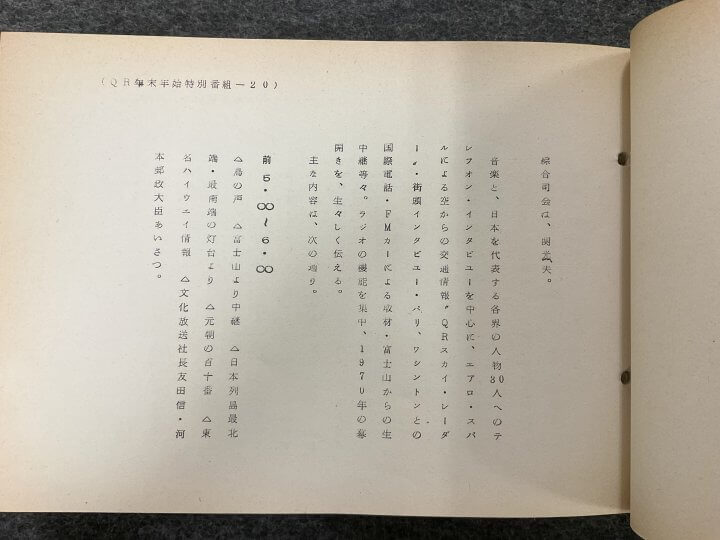 (QR年末年始特別番組—20)
綜合司会は、関光夫。
音楽と、日本を代表する各界の人物30人へのテ
レフオン・インタビユーを中心に、エアロ・スパ
ルによる空からの交通情報〝QRスカイ・レーダ
ー〟・街頭インタビユー・パリ、ワシントンとの
国際電話・FMカーによる取材・富士山からの生
中継等々。ラジオの機能を集中、1970年の幕
開きを、生々しく伝える。
主な内容は、次の通り。
前5・00〜6・00
△鳥の声 △富士山より中継 △日本列島最北
端・最南端の灯台より △元朝の百十番 △東
名ハイウエイ情報 △文化放送社長友田信・河
本郵政大臣あいさつ。